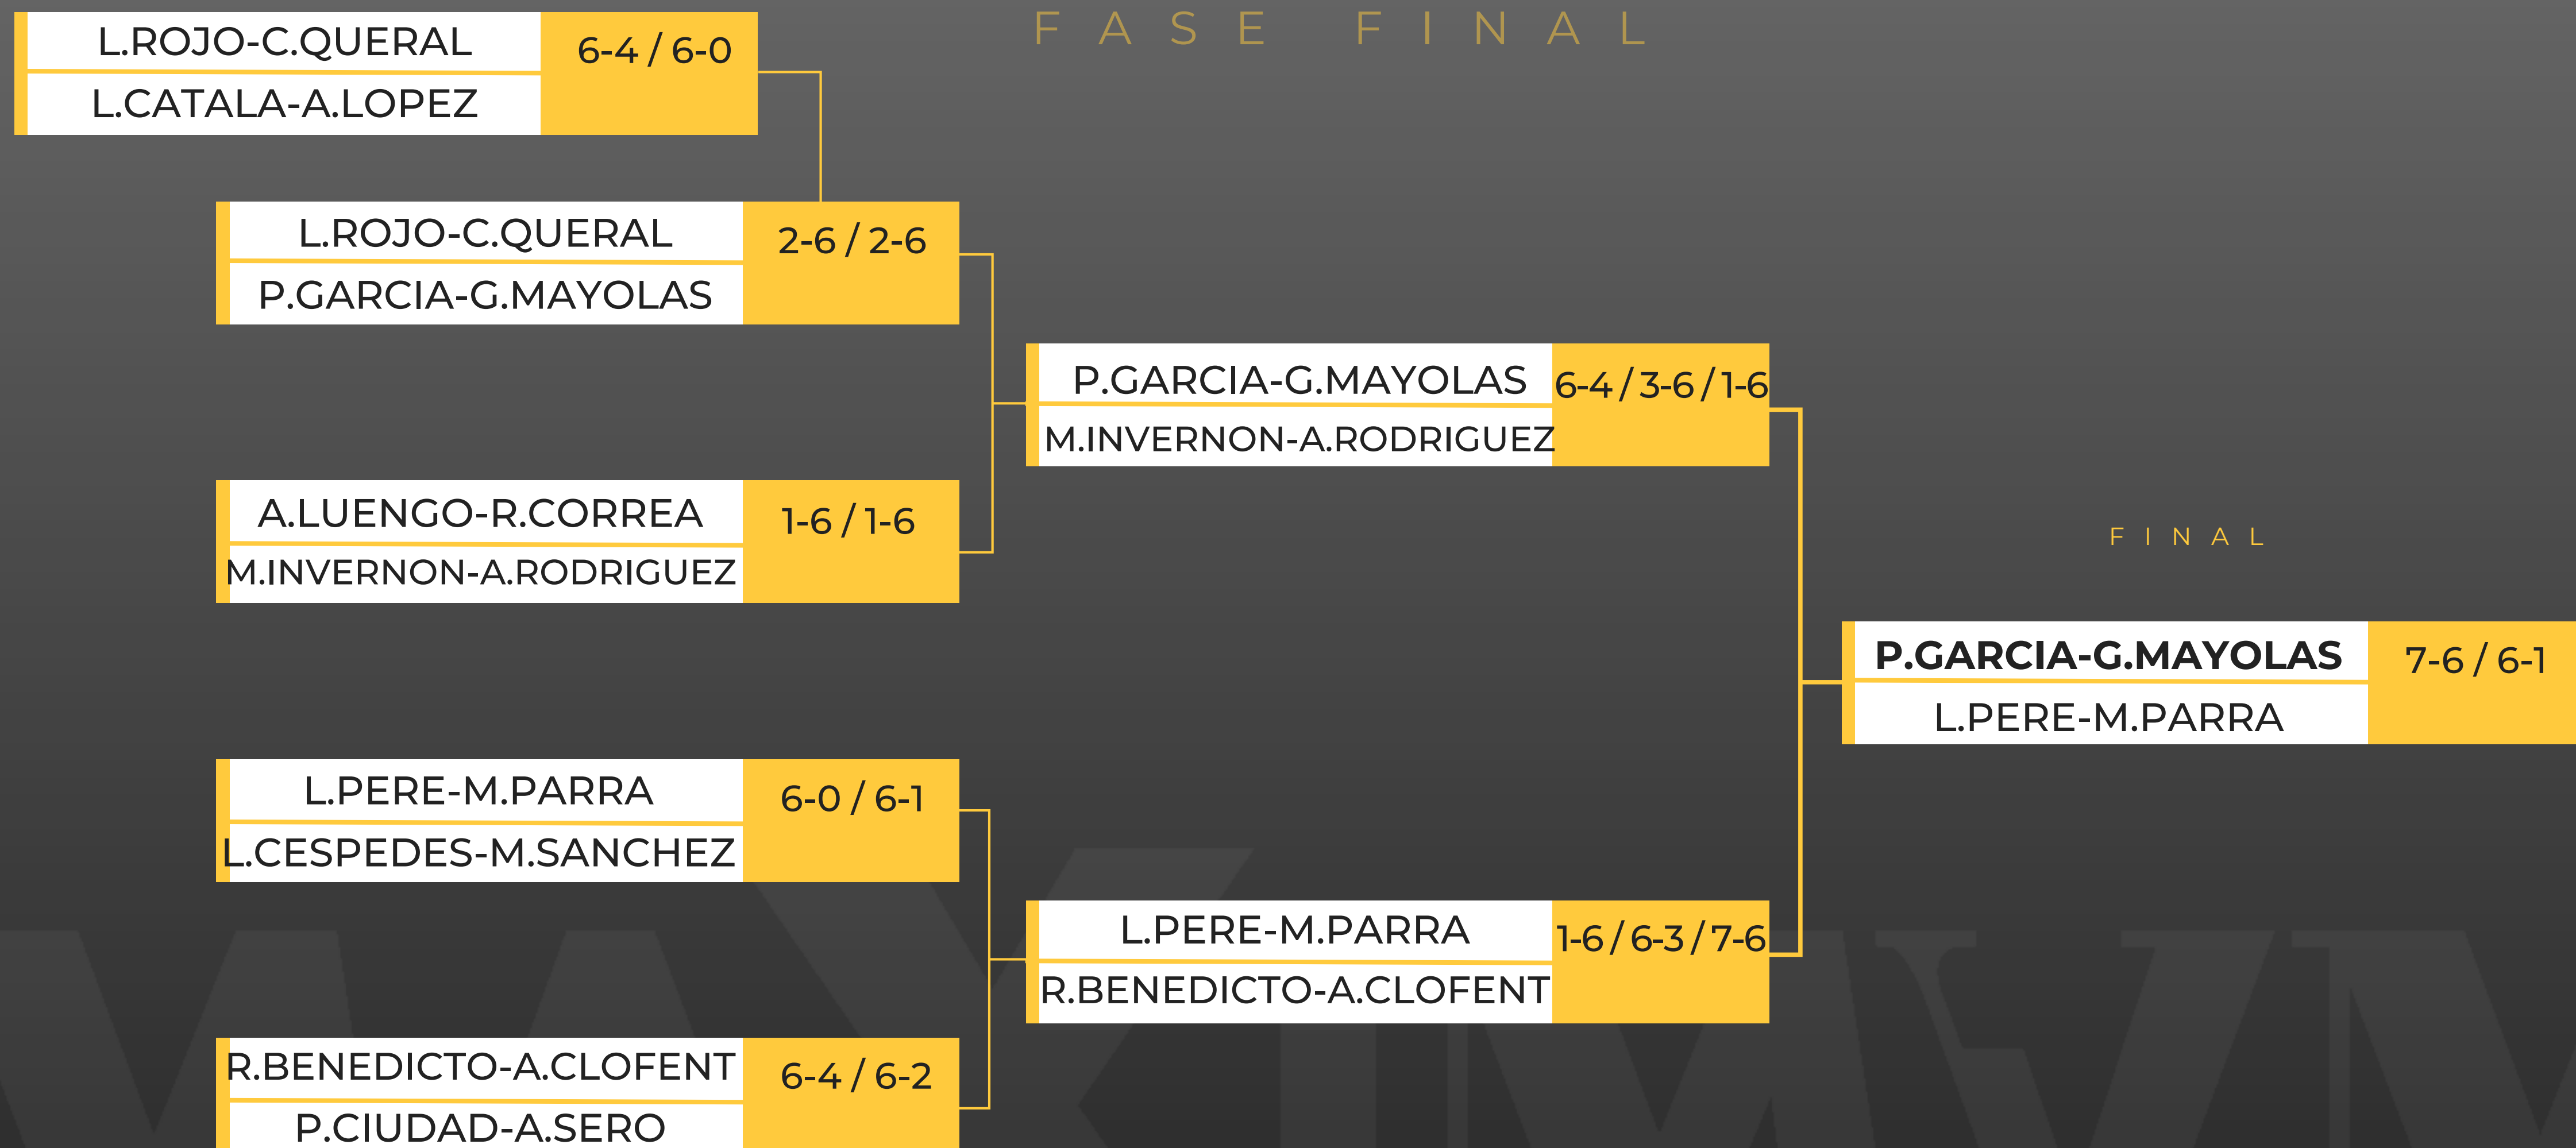 FASE FINAL
L.ROJO-C.QUERAL
6-4 / 6-0
L.CATALA-A.LOPEZ
L.ROJO-C.QUERAL
2-6 / 2-6
P.GARCIA-G.MAYOLAS
P.GARCIA-G.MAYOLAS
6-4 / 3-6 / 1-6
M.INVERNON-A.RODRIGUEZ
A.LUENGO-R.CORREA
1-6 / 1-6
M.INVERNON-A.RODRIGUEZ
FINAL
P.GARCIA-G.MAYOLAS
7-6 / 6-1
L.PERE-M.PARRA
L.PERE-M.PARRA
6-0 / 6-1
L.CESPEDES-M.SANCHEZ
L.PERE-M.PARRA
1-6 / 6-3 / 7-6
R.BENEDICTO-A.CLOFENT
R.BENEDICTO-A.CLOFENT
6-4 / 6-2
P.CIUDAD-A.SERO